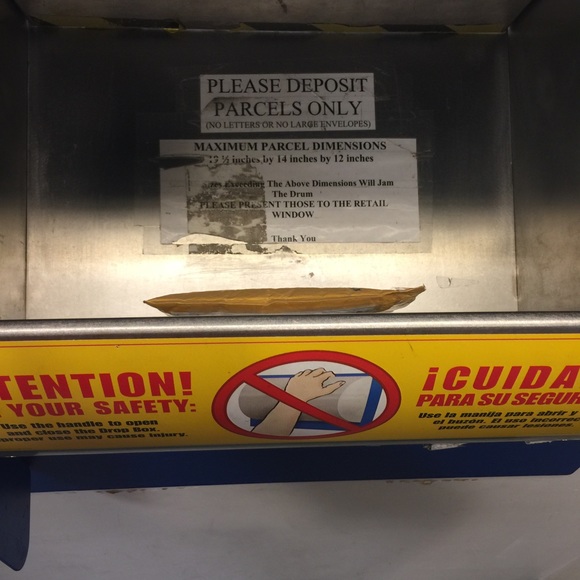 PLEASE DEPOSIT
PARCELS ONLY
(NO LETTERS OR NO LARGE ENVELOPES)
MAXIMUM PARCEL DIMENSIONS
½ inches by 14 inches by 12 inches
Exceeding The Above Dimensions Will Jam
The Drum
PLEASE PRESENT THOSE TO THE RETAIL
WINDOW
Thank You
TENTION!
YOUR SAFETY:
Use the handle to open
and close the Drop Box.
proper use may cause injury.
¡CUIDA
PARA SU SEGUR
Use la manija para abrir y
el buzón. El uso incorrec
puede causar lesiones.